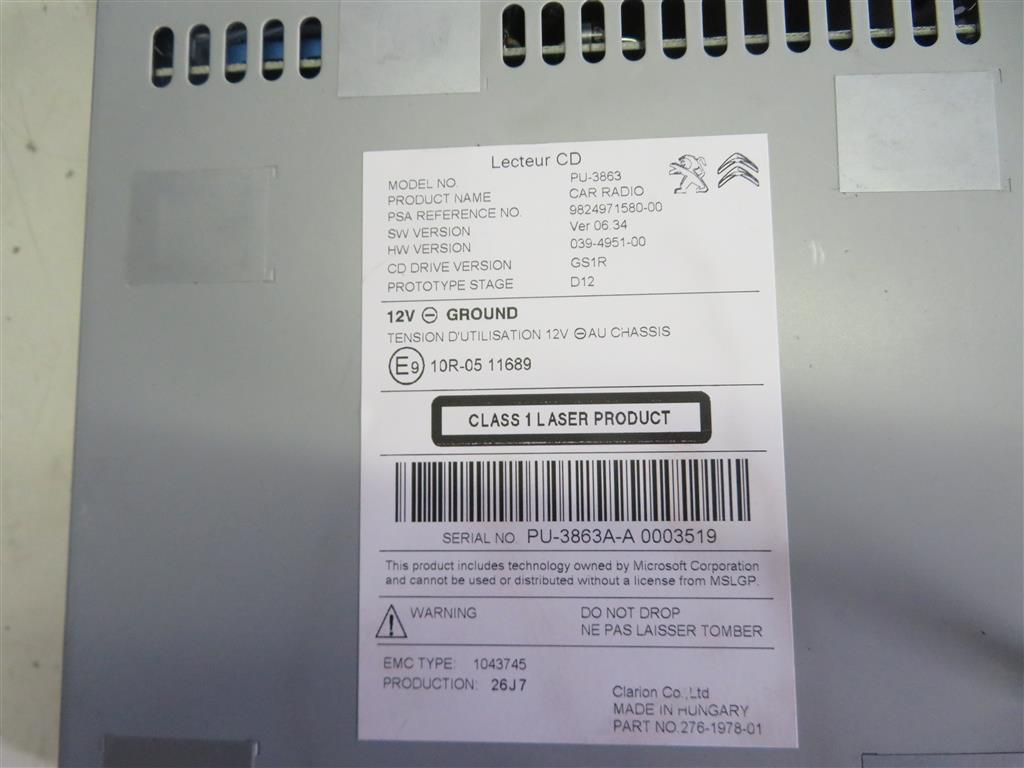 Lecteur CD
MODEL NO. PU-3863
PRODUCT NAME CAR RADIO
PSA REFERENCE NO. 9824971580-00
SW VERSION Ver 06.34
HW VERSION 039-4951-00
CD DRIVE VERSION GS1R
PROTOTYPE STAGE D12
12V ⊖ GROUND
TENSION D'UTILISATION 12V ⊖AU CHASSIS
E9 10R-05 11689
CLASS 1 LASER PRODUCT
SERIAL NO. PU-3863A-A 0003519
This product includes technology owned by Microsoft Corporation
and cannot be used or distributed without a license from MSLGP.
WARNING DO NOT DROP
NE PAS LAISSER TOMBER
EMC TYPE: 1043745
PRODUCTION: 26J7
Clarion Co.,Ltd
MADE IN HUNGARY
PART NO.276-1978-01